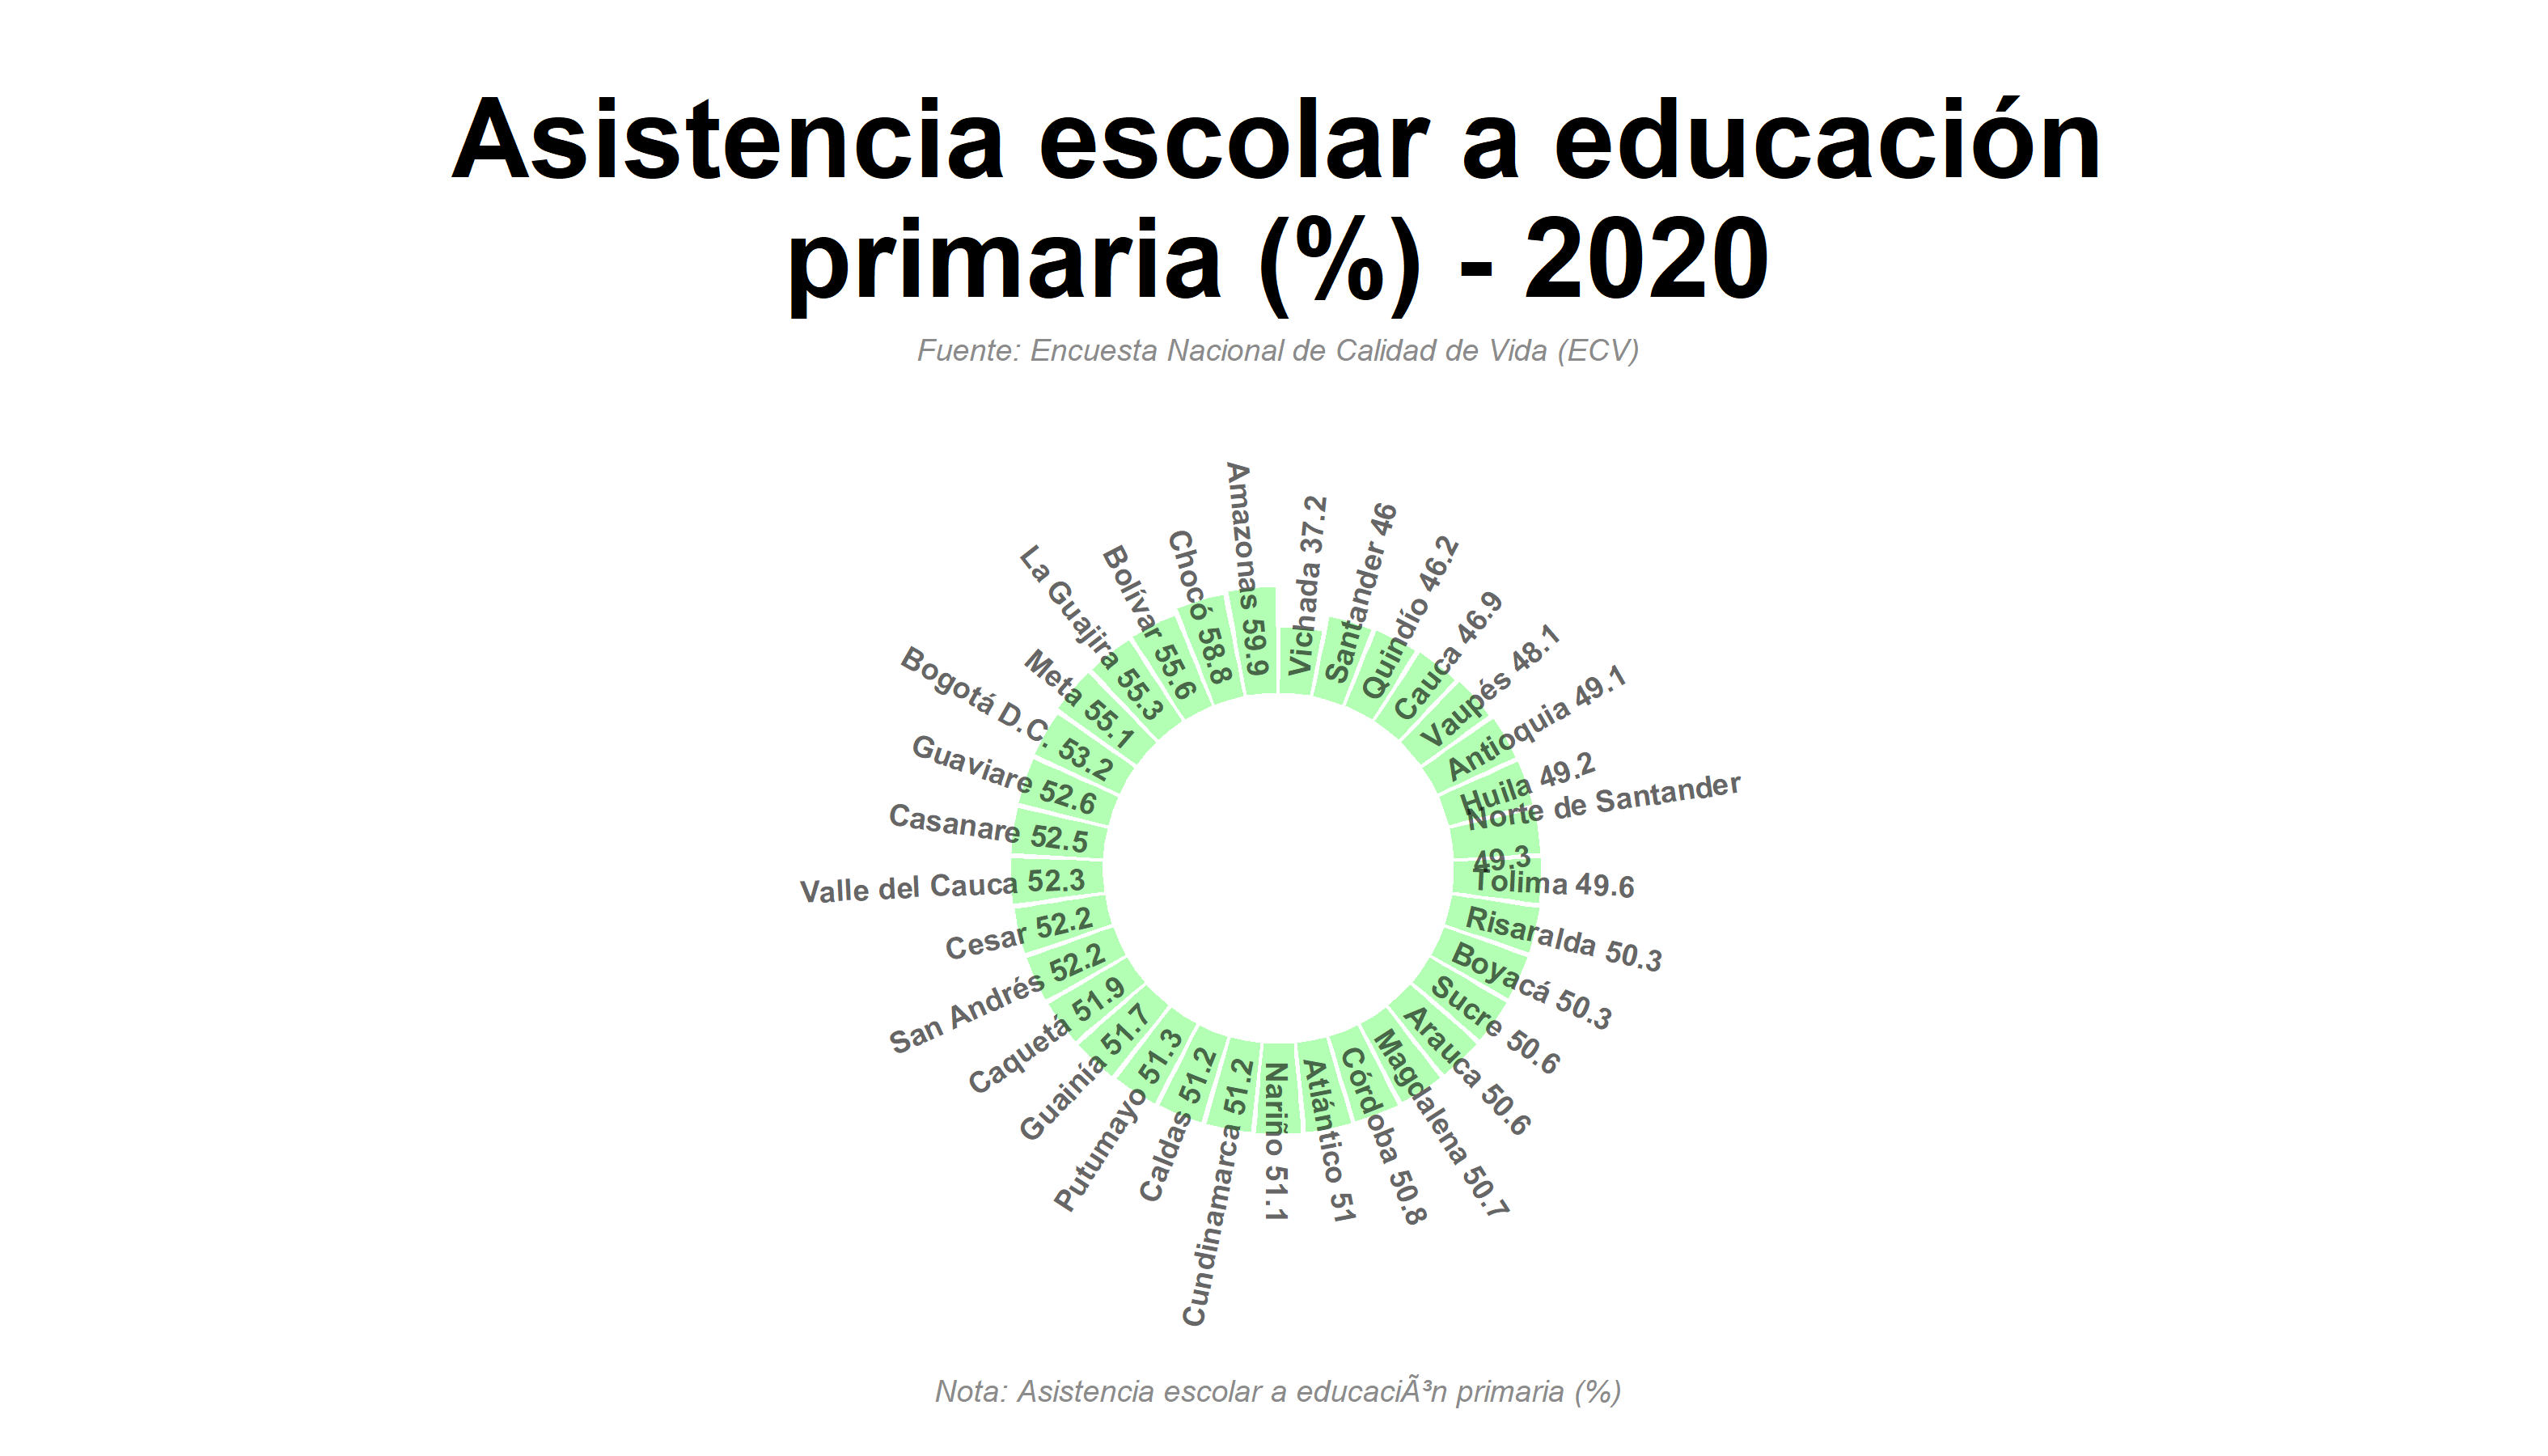 Asistencia escolar a educación
primaria (%) - 2020
Fuente: Encuesta Nacional de Calidad de Vida (ECV)
Vichada 37.2
Santander 46
Quindío 46.2
Cauca 46.9
Vaupés 48.1
Antioquia 49.1
Huila 49.2
Norte de Santander
49.3
Tolima 49.6
Risaralda 50.3
Boyacá 50.3
Sucre 50.6
Arauca 50.6
Magdalena 50.7
Córdoba 50.8
Atlántico 51
Nariño 51.1
Cundinamarca 51.2
Caldas 51.2
Putumayo 51.3
Guainía 51.7
Caquetá 51.9
San Andrés 52.2
Cesar 52.2
Valle del Cauca 52.3
Casanare 52.5
Guaviare 52.6
Bogotá D.C. 53.2
Meta 55.1
La Guajira 55.3
Bolívar 55.6
Chocó 58.8
Amazonas 59.9
Nota: Asistencia escolar a educaciÃ³n primaria (%)